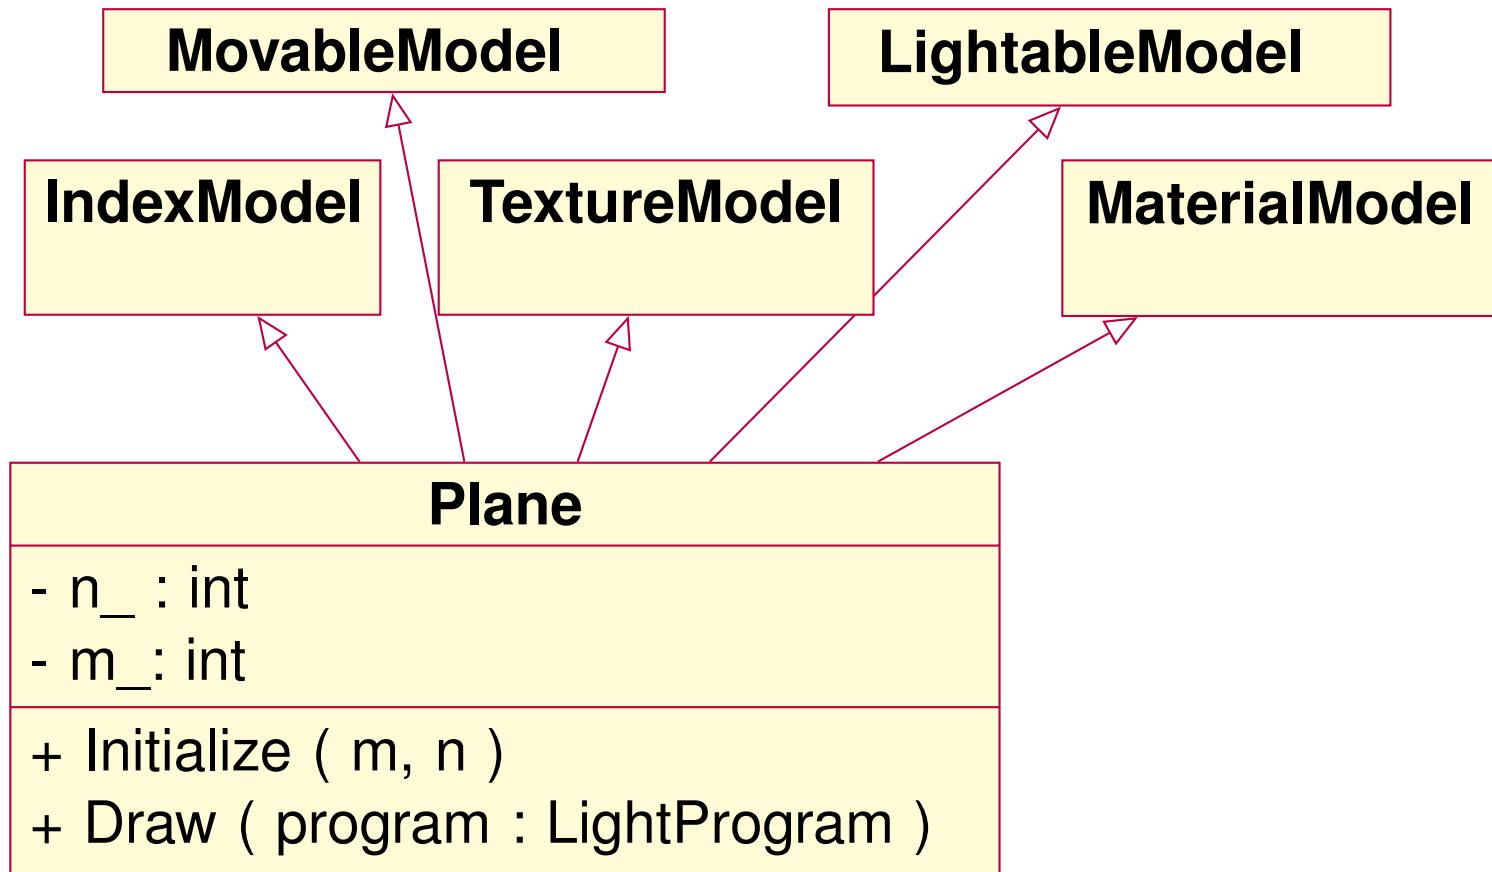 MovableModel
LightableModel
IndexModel
TextureModel
MaterialModel
Plane
- n_ : int
- m_: int
+ Initialize ( m, n )
+ Draw ( program : LightProgram )